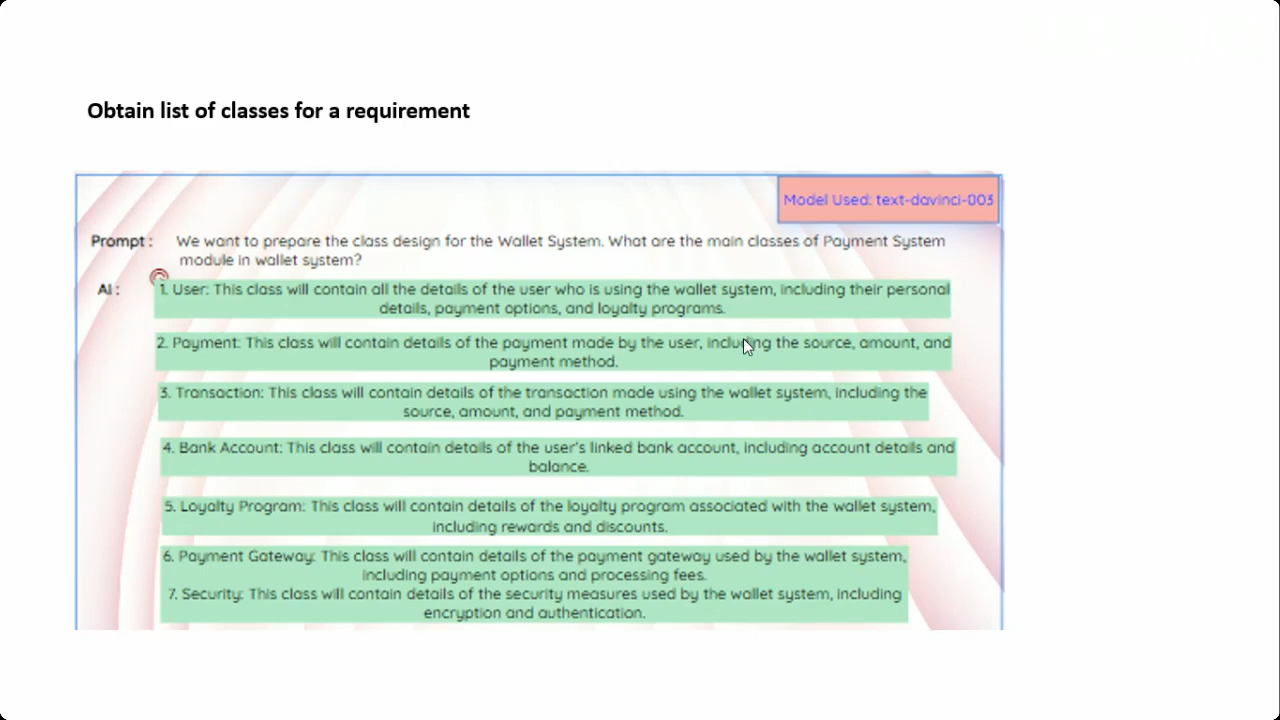 Obtain list of classes for a requirement
Model Used: text-davinci-003
Prompt : We want to prepare the class design for the Wallet System. What are the main classes of Payment System
module in wallet system?
AI : 1. User: This class will contain all the details of the user who is using the wallet system, including their personal
details, payment options, and loyalty programs.
2. Payment: This class will contain details of the payment made by the user, including the source, amount, and
payment method.
3. Transaction: This class will contain details of the transaction made using the wallet system, including the
source, amount, and payment method.
4. Bank Account: This class will contain details of the user's linked bank account, including account details and
balance.
5. Loyalty Program: This class will contain details of the loyalty program associated with the wallet system,
including rewards and discounts.
6. Payment Gateway: This class will contain details of the payment gateway used by the wallet system,
including payment options and processing fees.
7. Security: This class will contain details of the security measures used by the wallet system, including
encryption and authentication.